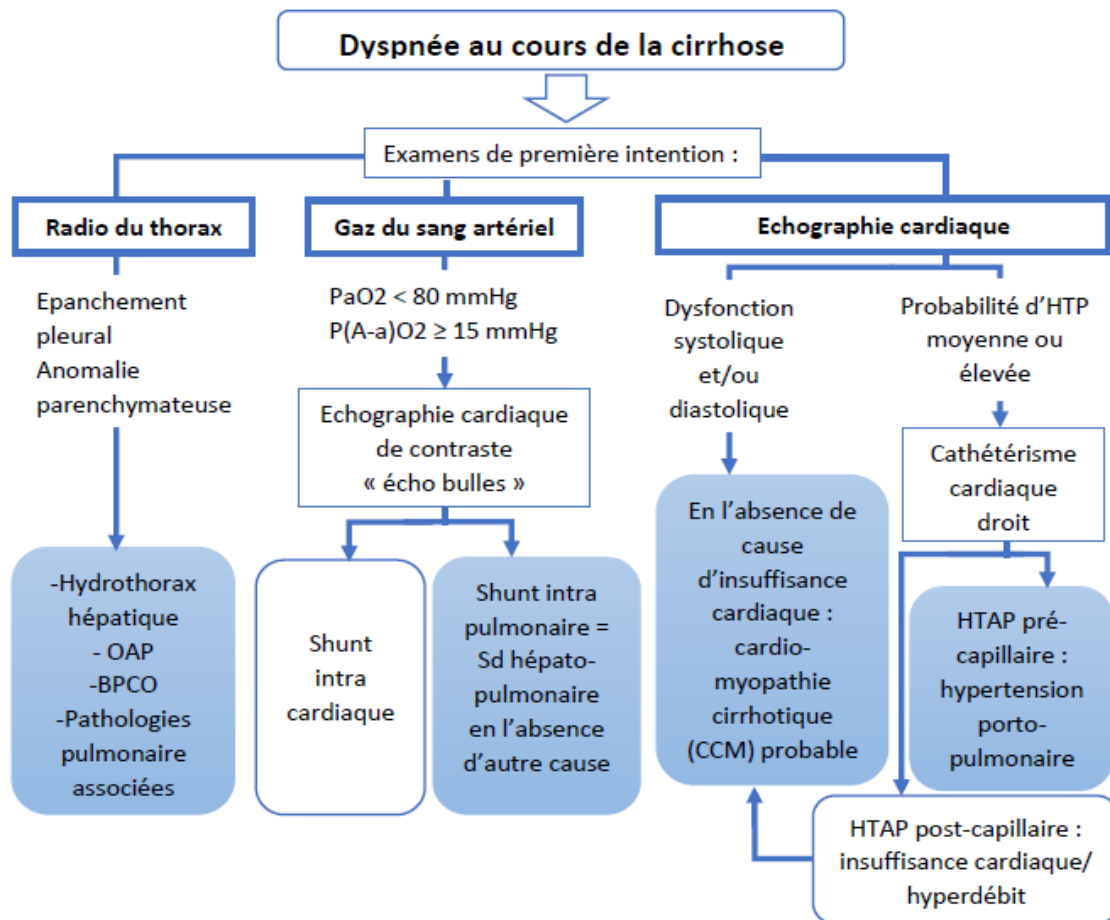 Dyspnée au cours de la cirrhose
Examens de première intention :
Radio du thorax
Gaz du sang artériel
Echographie cardiaque
Epanchement
pleural
Anomalie
parenchymateuse
PaO2 < 80 mmHg
P(A-a)O2 ≥ 15 mmHg
Dysfonction
systolique
et/ou
diastolique
Probabilité d’HTP
moyenne ou
élevée
Echographie cardiaque
de contraste
« écho bulles »
Cathétérisme
cardiaque
droit
-Hydrothorax
hépatique
- OAP
-BPCO
-Pathologies
pulmonaire
associées
Shunt
intra
cardiaque
Shunt intra
pulmonaire =
Sd hépato-
pulmonaire
en l’absence
d’autre cause
En l’absence de
cause
d’insuffisance
cardiaque :
cardio-
myopathie
cirrhotique
(CCM) probable
HTAP pré-
capillaire :
hypertension
porto-
pulmonaire
HTAP post-capillaire :
insuffisance cardiaque/
hyperdébit